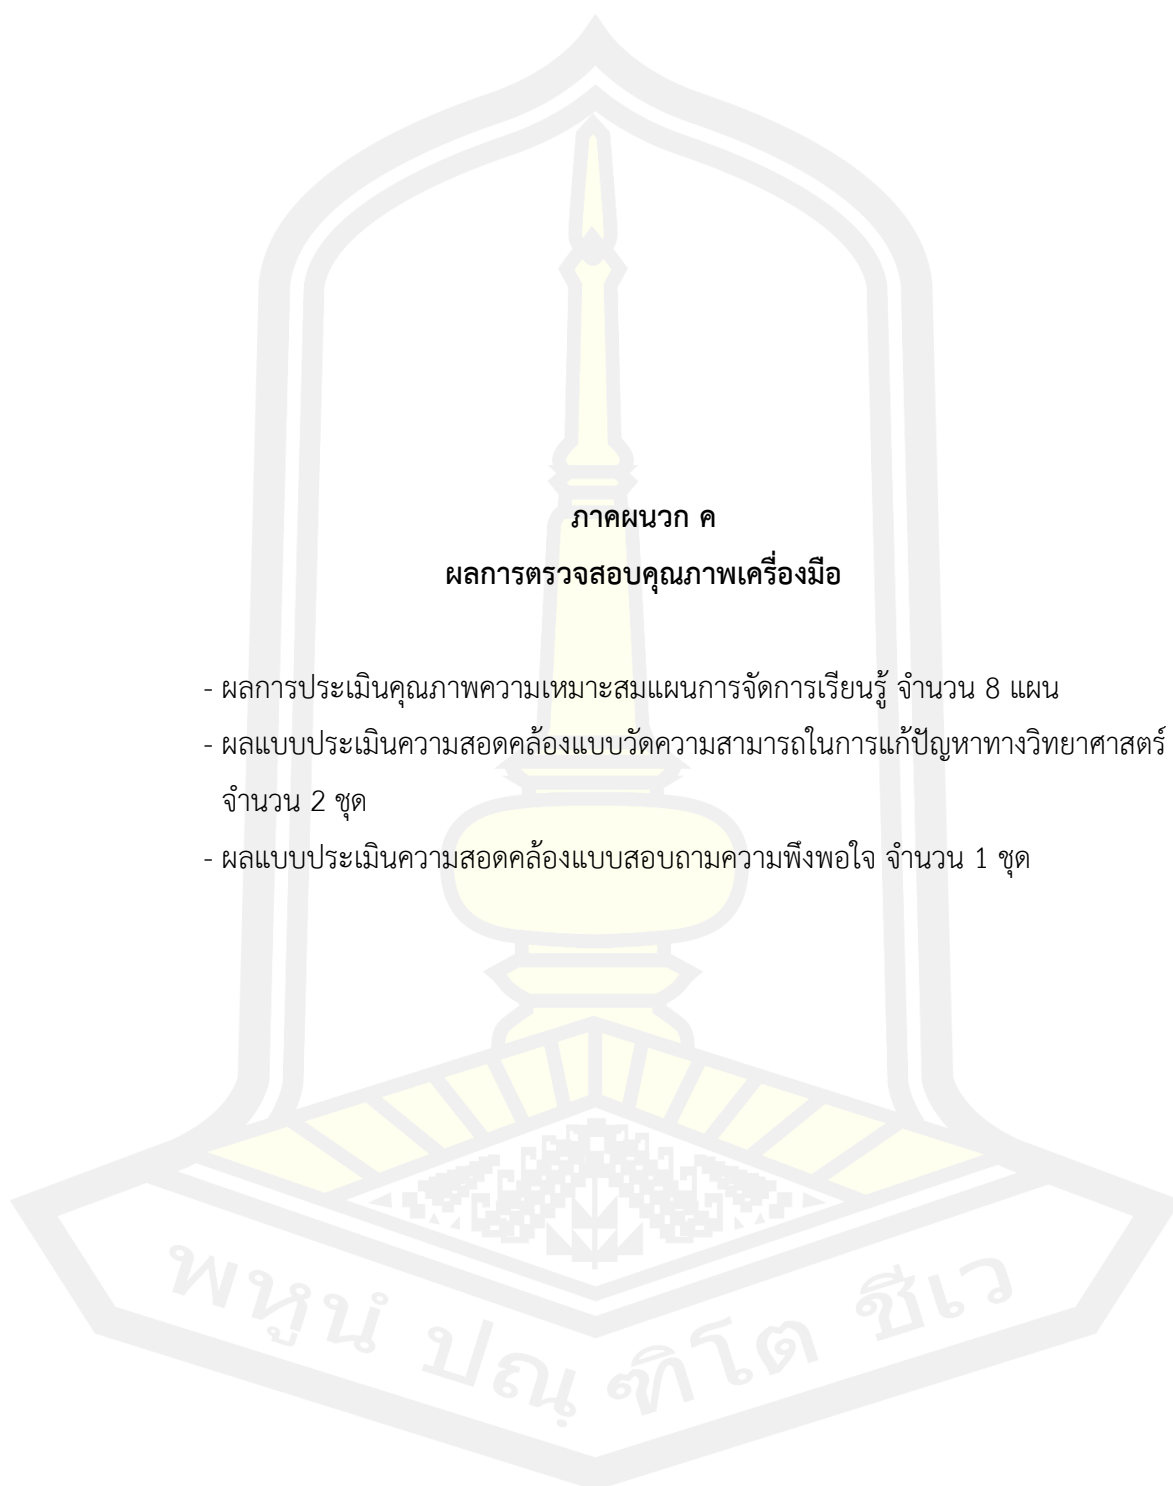 ภาคผนวก ค
ผลการตรวจสอบคุณภาพเครื่องมือ
- ผลการประเมินคุณภาพความเหมาะสมแผนการจัดการเรียนรู้ จำนวน 8 แผน
- ผลแบบประเมินความสอดคล้องแบบวัดความสามารถในการแก้ปัญหาทางวิทยาศาสตร์
จำนวน 2 ชุด
- ผลแบบประเมินความสอดคล้องแบบสอบถามความพึงพอใจ จำนวน 1 ชุด
พหูนํ ปณฺฑิโต ชีเว